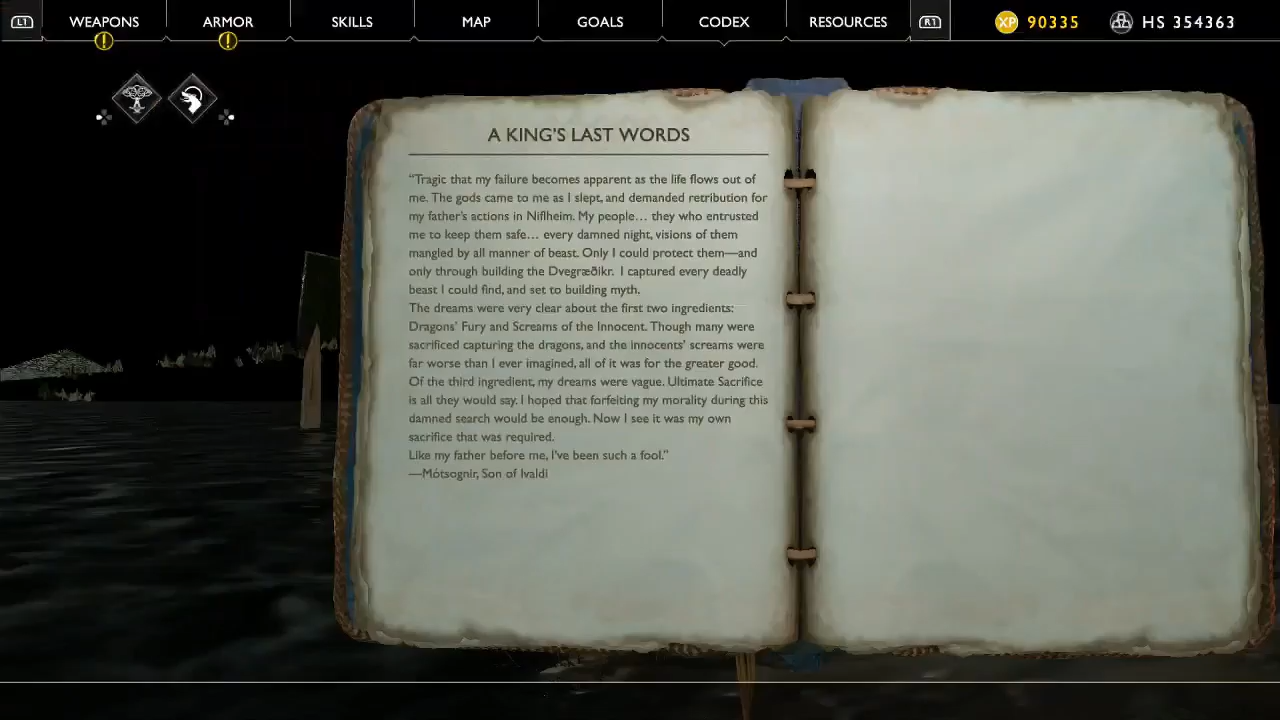 L1 WEAPONS ARMOR SKILLS MAP GOALS CODEX RESOURCES R1 XP 90335 HS 354363
A KING'S LAST WORDS
“Tragic that my failure becomes apparent as the life flows out of
me. The gods came to me as I slept, and demanded retribution for
my father's actions in Niflheim. My people… they who entrusted
me to keep them safe… every damned night, visions of them
mangled by all manner of beast. Only I could protect them—and
only through building the Dvegræðikr. I captured every deadly
beast I could find, and set to building myth.
The dreams were very clear about the first two ingredients:
Dragons' Fury and Screams of the Innocent. Though many were
sacrificed capturing the dragons, and the innocents' screams were
far worse than I ever imagined, all of it was for the greater good.
Of the third ingredient, my dreams were vague. Ultimate Sacrifice
is all they would say. I hoped that forfeiting my morality during this
damned search would be enough. Now I see it was my own
sacrifice that was required.
Like my father before me, I've been such a fool.”
—Mótsognir, Son of Ivaldi